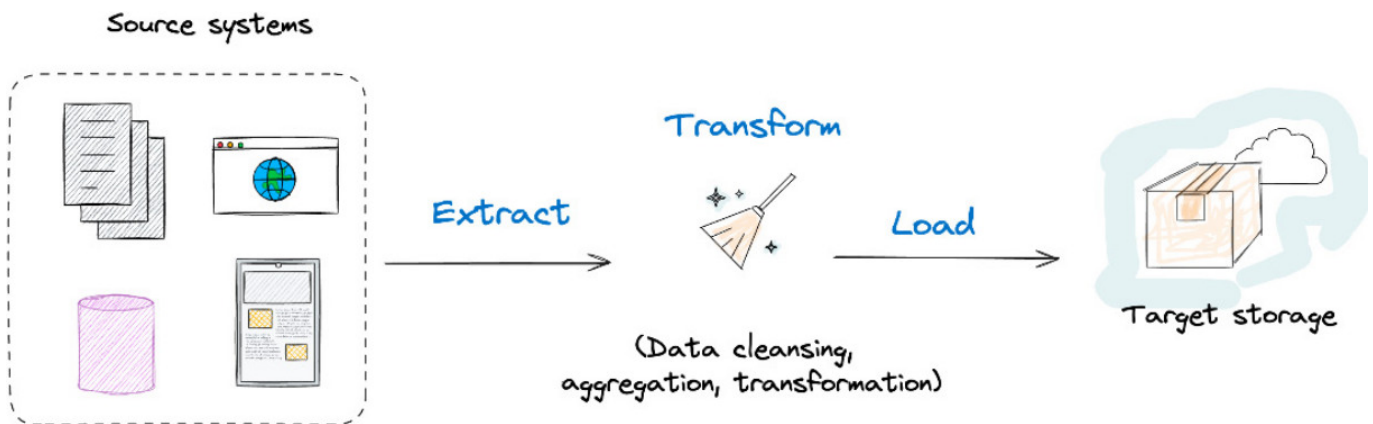 Source systems
Extract
Transform
(Data cleansing,
aggregation, transformation)
Load
Target storage